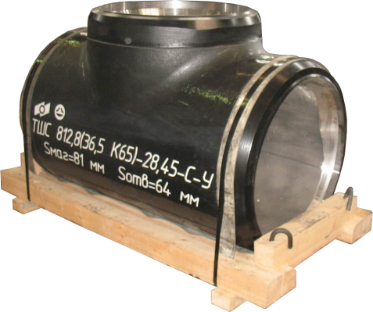 ТШС 812,8(36,5 К65)-28,45-С-У
Sмаг=81 мм Sотв=64 мм